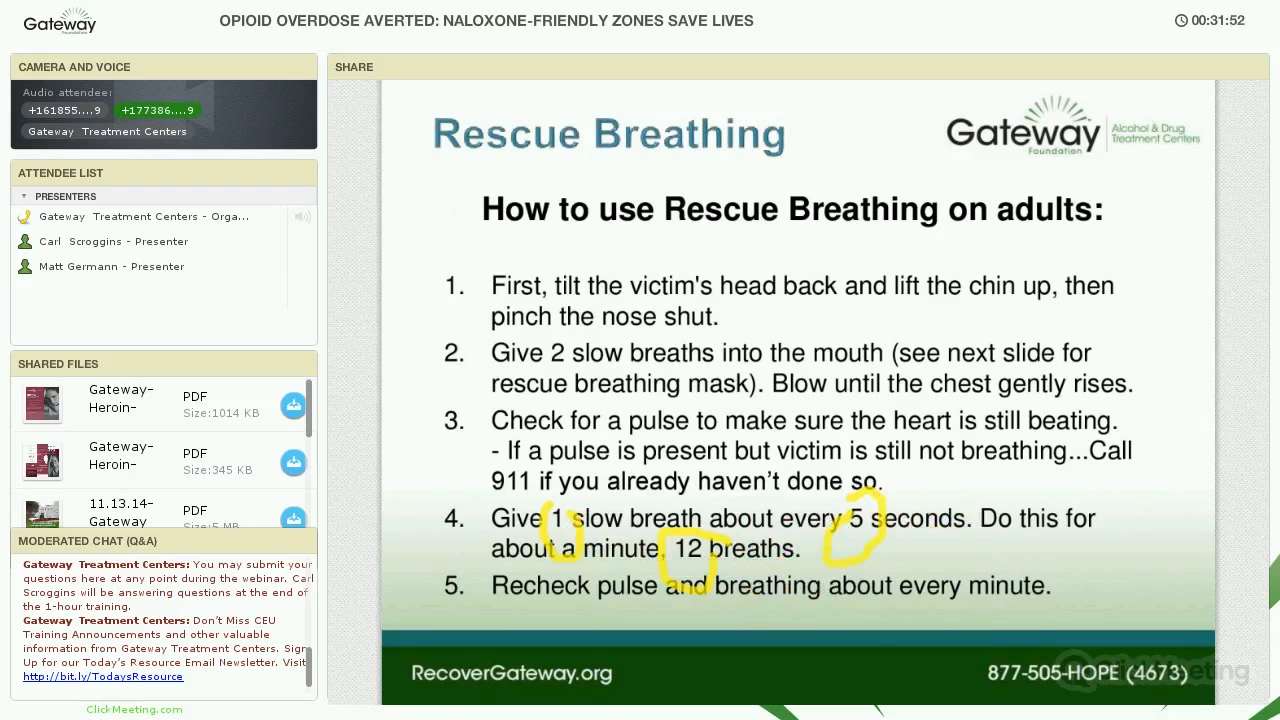 Gateway
FOUNDATION
OPIOID OVERDOSE AVERTED: NALOXONE-FRIENDLY ZONES SAVE LIVES
00:31:52
CAMERA AND VOICE
Audio attendee:
+161855....9 +177386....9
Gateway Treatment Centers
ATTENDEE LIST
PRESENTERS
Gateway Treatment Centers - Orga...
Carl Scroggins - Presenter
Matt Germann - Presenter
SHARED FILES
Gateway-
Heroin-
PDF
Size:1014 KB
Gateway-
Heroin-
PDF
Size:345 KB
11.13.14-
Gateway
PDF
Size:5 MB
MODERATED CHAT (Q&A)
Gateway Treatment Centers: You may submit your
questions here at any point during the webinar. Carl
Scroggins will be answering questions at the end of
the 1-hour training.
Gateway Treatment Centers: Don't Miss CEU
Training Announcements and other valuable
information from Gateway Treatment Centers. Sign
Up for our Today's Resource Email Newsletter. Visit
http://bit.ly/TodaysResource
ClickMeeting.com
SHARE
Rescue Breathing
Gateway
Foundation
Alcohol & Drug
Treatment Centers
How to use Rescue Breathing on adults:
1. First, tilt the victim's head back and lift the chin up, then
pinch the nose shut.
2. Give 2 slow breaths into the mouth (see next slide for
rescue breathing mask). Blow until the chest gently rises.
3. Check for a pulse to make sure the heart is still beating.
- If a pulse is present but victim is still not breathing...Call
911 if you already haven't done so.
4. Give 1 slow breath about every 5 seconds. Do this for
about a minute, 12 breaths.
5. Recheck pulse and breathing about every minute.
RecoverGateway.org
877-505-HOPE (4673)